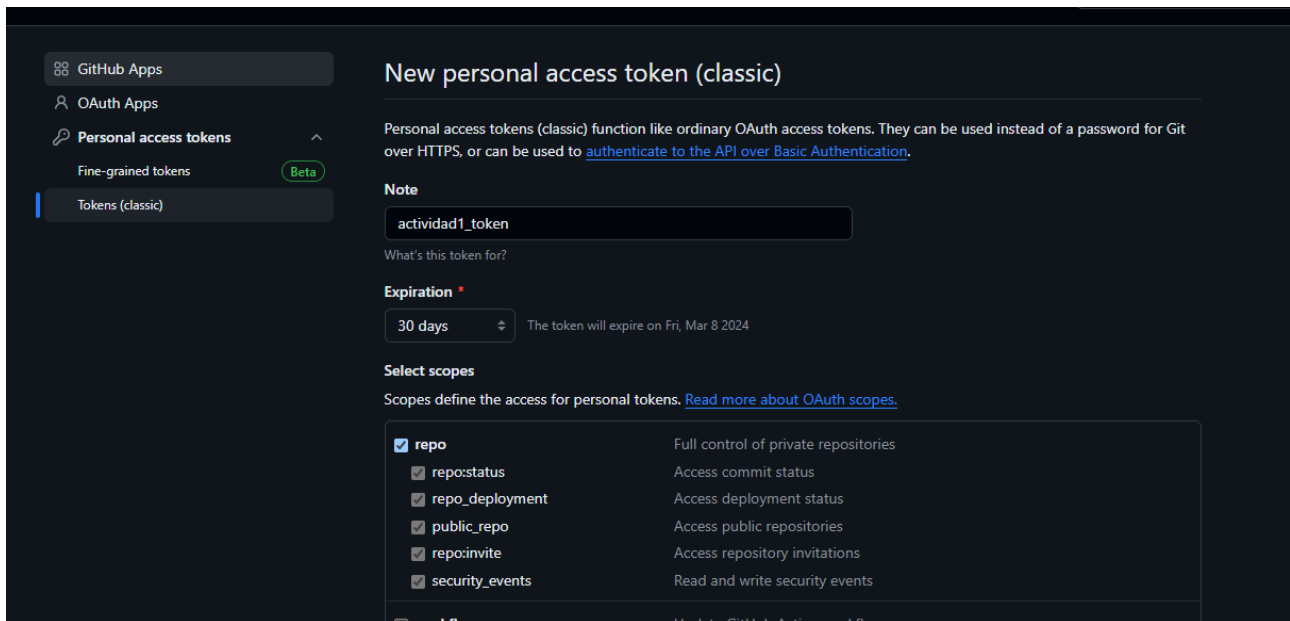 GitHub Apps
OAuth Apps
Personal access tokens
Fine-grained tokens Beta
Tokens (classic)
New personal access token (classic)
Personal access tokens (classic) function like ordinary OAuth access tokens. They can be used instead of a password for Git
over HTTPS, or can be used to authenticate to the API over Basic Authentication.
Note
actividad1_token
What's this token for?
Expiration *
30 days The token will expire on Fri, Mar 8 2024
Select scopes
Scopes define the access for personal tokens. Read more about OAuth scopes.
repo Full control of private repositories
repo:status Access commit status
repo_deployment Access deployment status
public_repo Access public repositories
repo:invite Access repository invitations
security_events Read and write security events